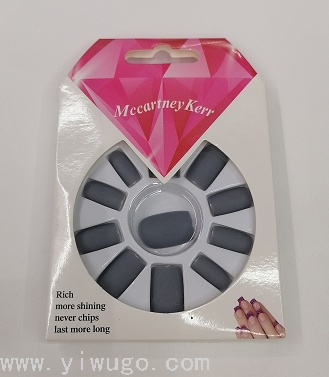 MccartneyKerr
Rich
more shining
never chips
last more long
www.yiwugo.com